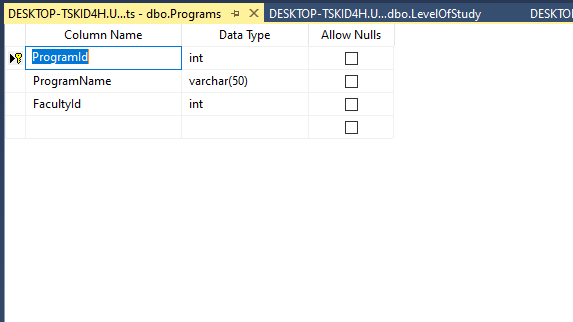 DESKTOP-TSKID4H.U...ts - dbo.Programs DESKTOP-TSKID4H.U...dbo.LevelOfStudy DESKTO
Column Name Data Type Allow Nulls
ProgramId int
ProgramName varchar(50)
FacultyId int